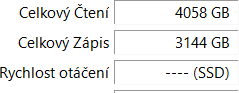 Celkový Čtení 4058 GB
Celkový Zápis 3144 GB
Rychlost otáčení ---- (SSD)